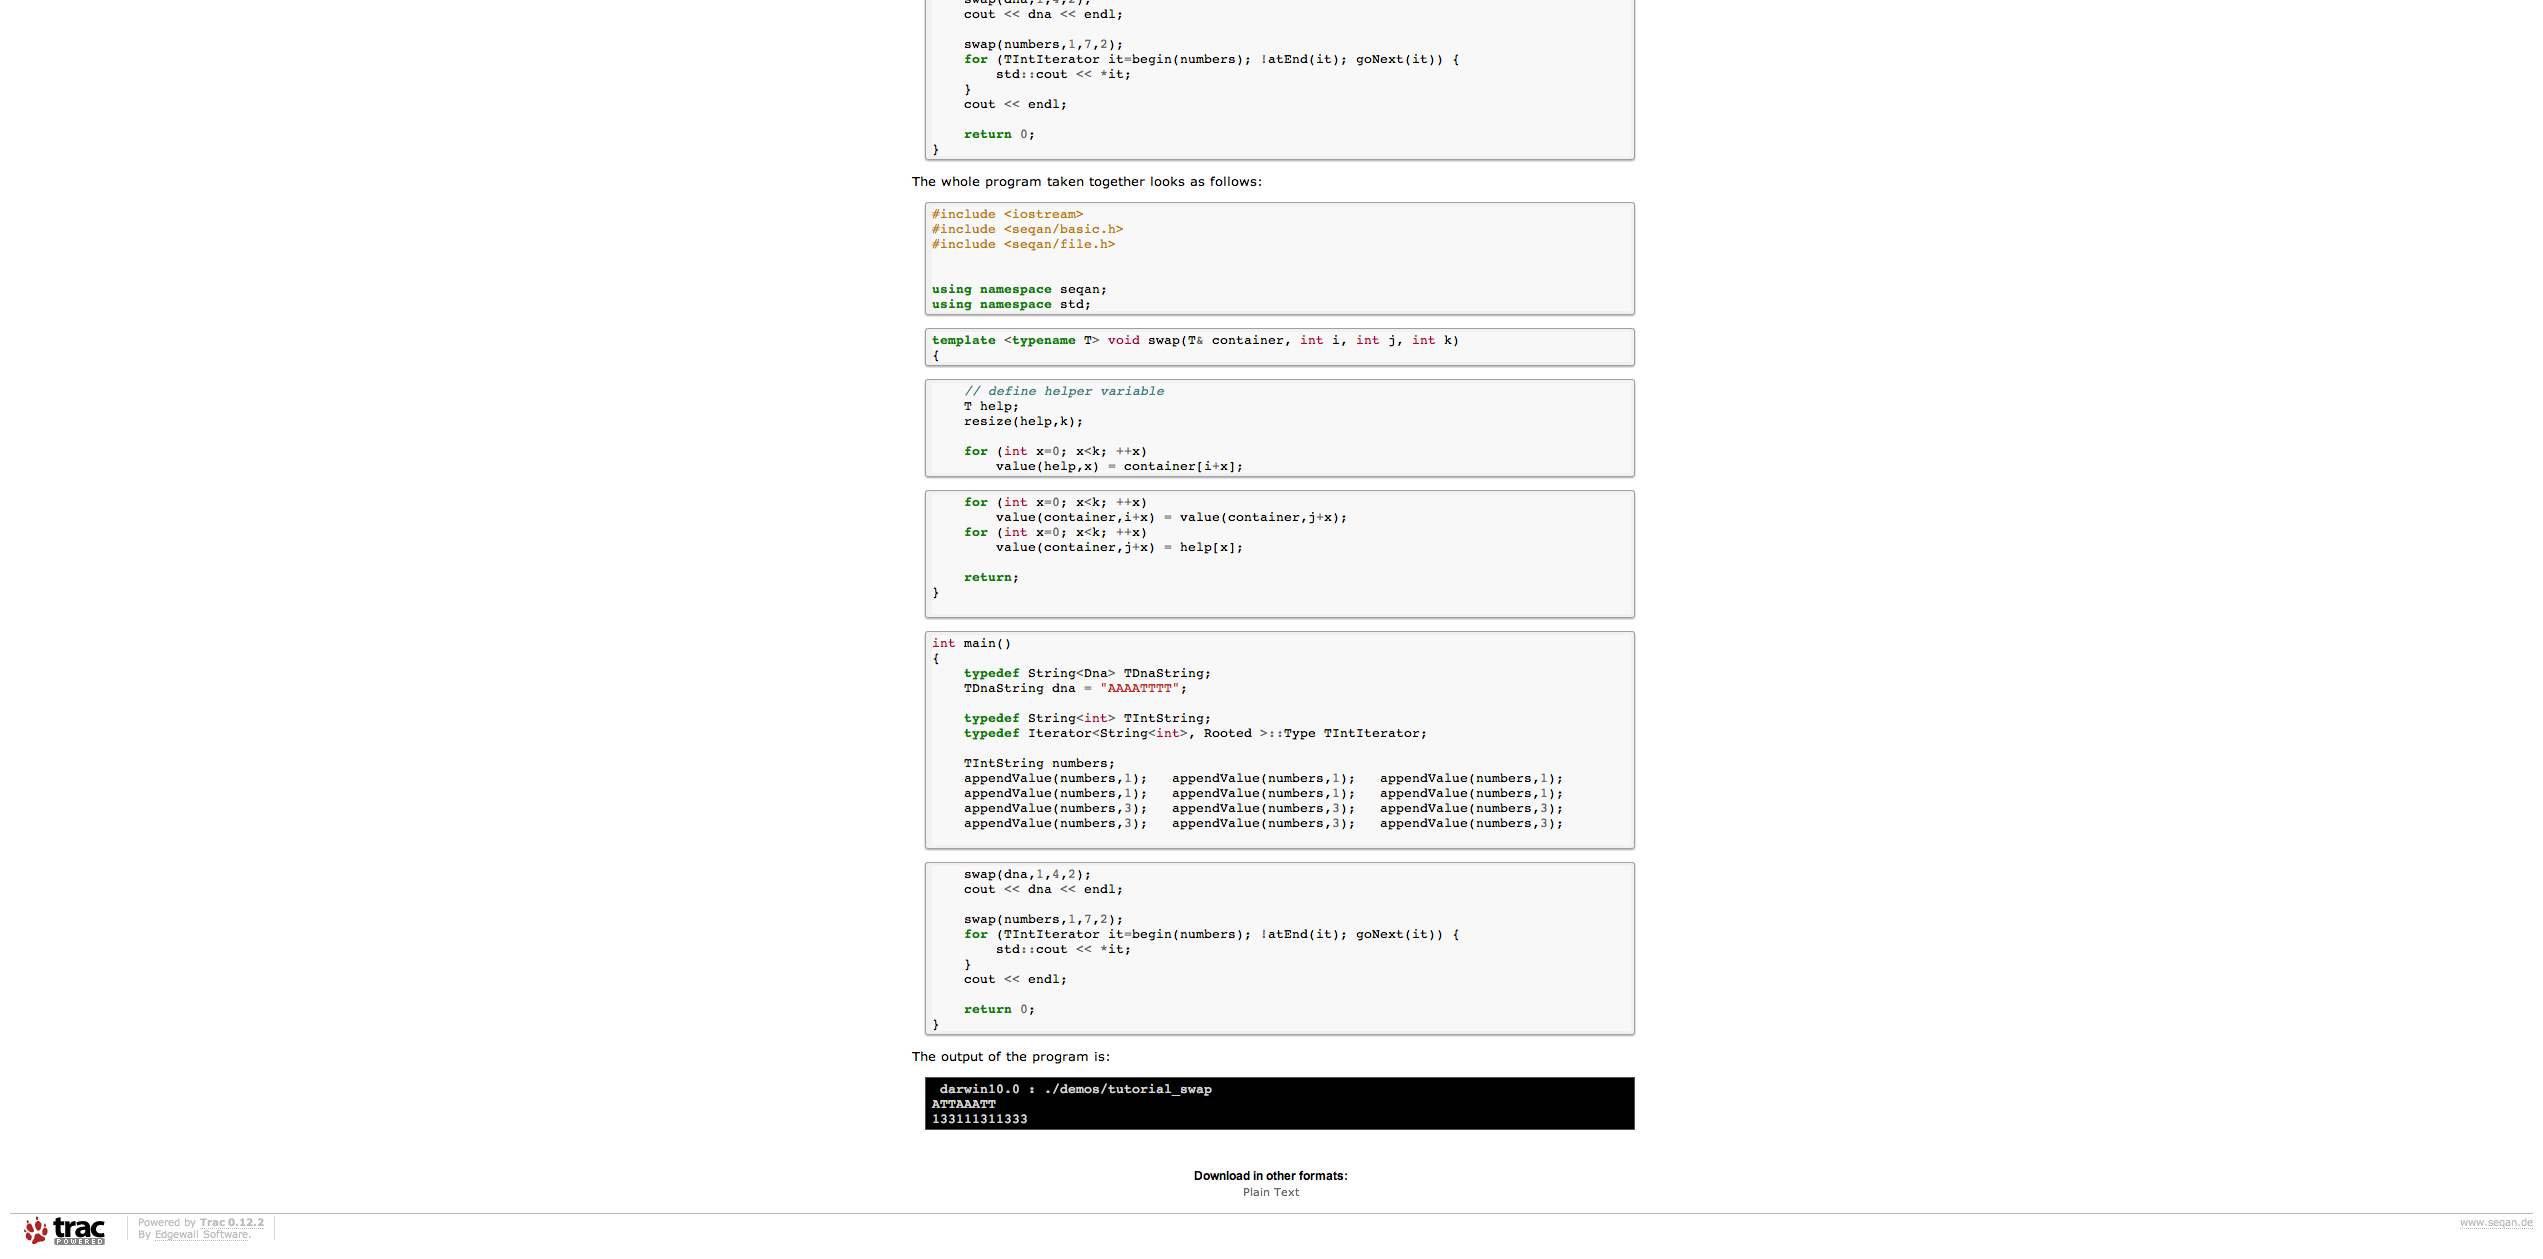 swap(dna,1,4,2);
cout << dna << endl;
swap(numbers,1,7,2);
for (TIntIterator it=begin(numbers); !atEnd(it); goNext(it)) {
std::cout << *it;
}
cout << endl;
return 0;
}
The whole program taken together looks as follows:
#include <iostream>
#include <seqan/basic.h>
#include <seqan/file.h>
using namespace seqan;
using namespace std;
template <typename T> void swap(T& container, int i, int j, int k)
{
// define helper variable
T help;
resize(help,k);
for (int x=0; x<k; ++x)
value(help,x) = container[i+x];
for (int x=0; x<k; ++x)
value(container,i+x) = value(container,j+x);
for (int x=0; x<k; ++x)
value(container,j+x) = help[x];
return;
}
int main()
{
typedef String<Dna> TDnaString;
TDnaString dna = "AAAATTTT";
typedef String<int> TIntString;
typedef Iterator<String<int>, Rooted >::Type TIntIterator;
TIntString numbers;
appendValue(numbers,1);   appendValue(numbers,1);   appendValue(numbers,1);
appendValue(numbers,1);   appendValue(numbers,1);   appendValue(numbers,1);
appendValue(numbers,3);   appendValue(numbers,3);   appendValue(numbers,3);
appendValue(numbers,3);   appendValue(numbers,3);   appendValue(numbers,3);
swap(dna,1,4,2);
cout << dna << endl;
swap(numbers,1,7,2);
for (TIntIterator it=begin(numbers); !atEnd(it); goNext(it)) {
std::cout << *it;
}
cout << endl;
return 0;
}
The output of the program is:
darwin10.0 : ./demos/tutorial_swap
ATTAAATT
133111311333
Download in other formats:
Plain Text
trac
POWERED
Powered by Trac 0.12.2
By Edgewall Software.
www.seqan.de